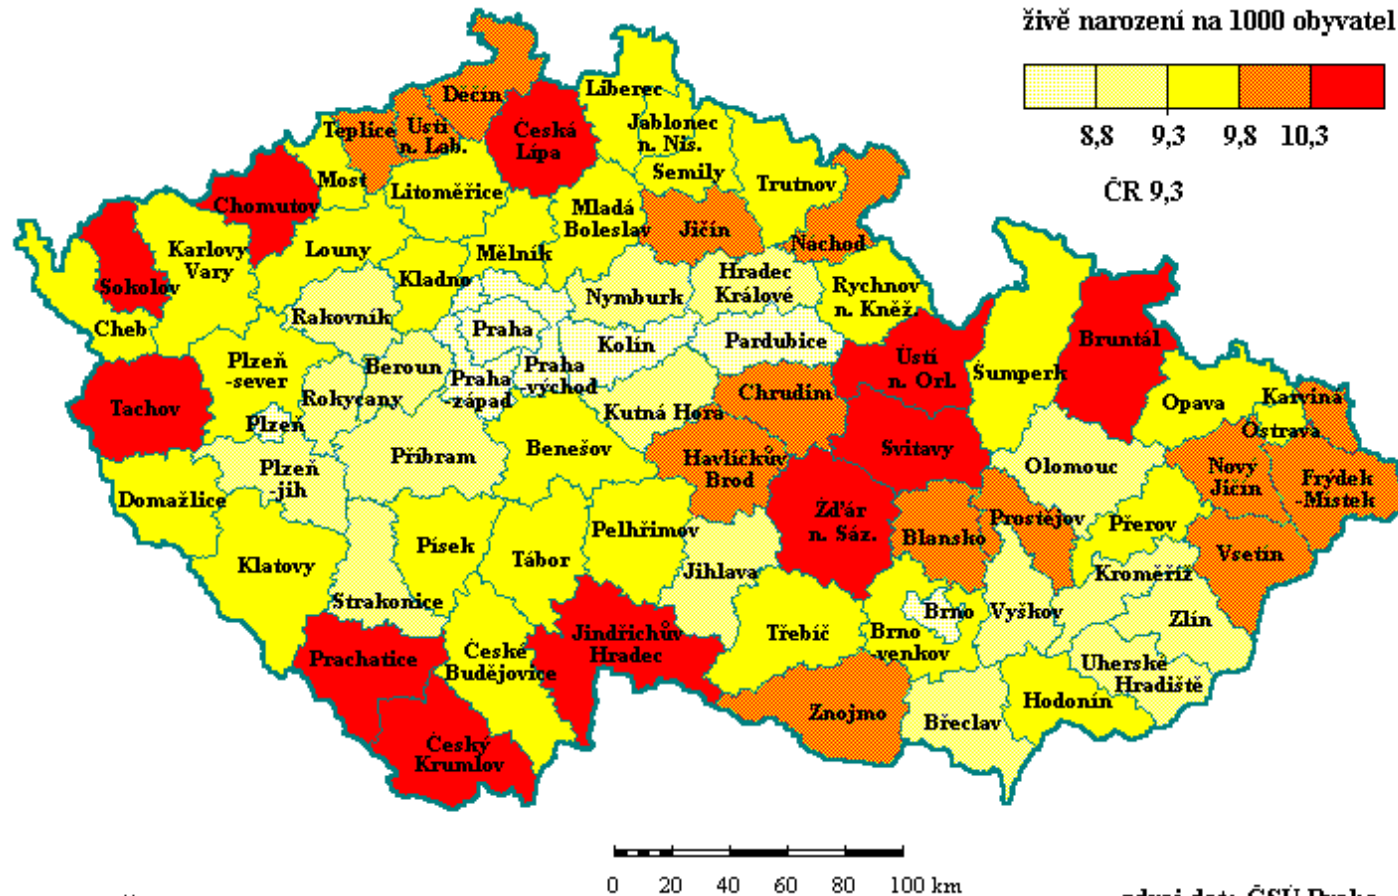 živě narození na 1000 obyvatel
8,8 9,3 9,8 10,3
ČR 9,3
Děčín
Liberec
Teplice
Ústí
n. Lab.
Česká
Lípa
Jablonec
n. Nis.
Most
Semily
Trutnov
Chomutov
Litoměřice
Mladá
Boleslav
Jičín
Náchod
Karlovy
Vary
Louny
Mělník
Sokolov
Kladno
Hradec
Králové
Nymburk
Rychnov
n. Kněž.
Cheb
Rakovník
Praha
Kolín
Pardubice
Bruntál
Plzeň
-sever
Beroun
Praha
-západ
Praha
-východ
Ústí
n. Orl.
Šumperk
Tachov
Rokycany
Kutná Hora
Chrudim
Opava
Karviná
Plzeň
Ostrava
Benešov
Svitavy
Plzeň
-jih
Příbram
Havlíčkův
Brod
Olomouc
Nový
Jičín
Frýdek
-Místek
Domažlice
Žďár
n. Sáz.
Prostějov
Přerov
Pelhřimov
Blansko
Písek
Tábor
Vsetín
Klatovy
Jihlava
Kroměříž
Strakonice
Brno
Vyškov
Zlín
Jindřichův
Hradec
Třebíč
Brno
-venkov
Prachatice
České
Budějovice
Uherské
Hradiště
Hodonín
Znojmo
Břeclav
Český
Krumlov
0 20 40 60 80 100 km